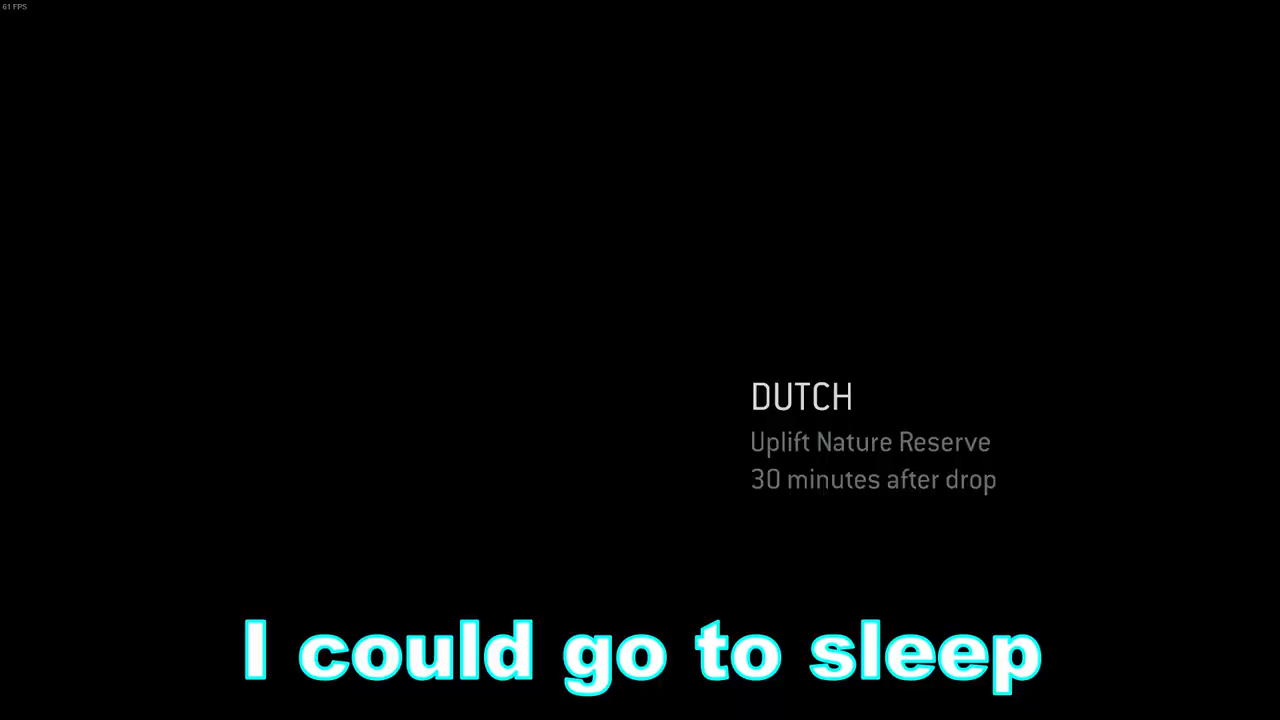 61 FPS
DUTCH
Uplift Nature Reserve
30 minutes after drop
I could go to sleep